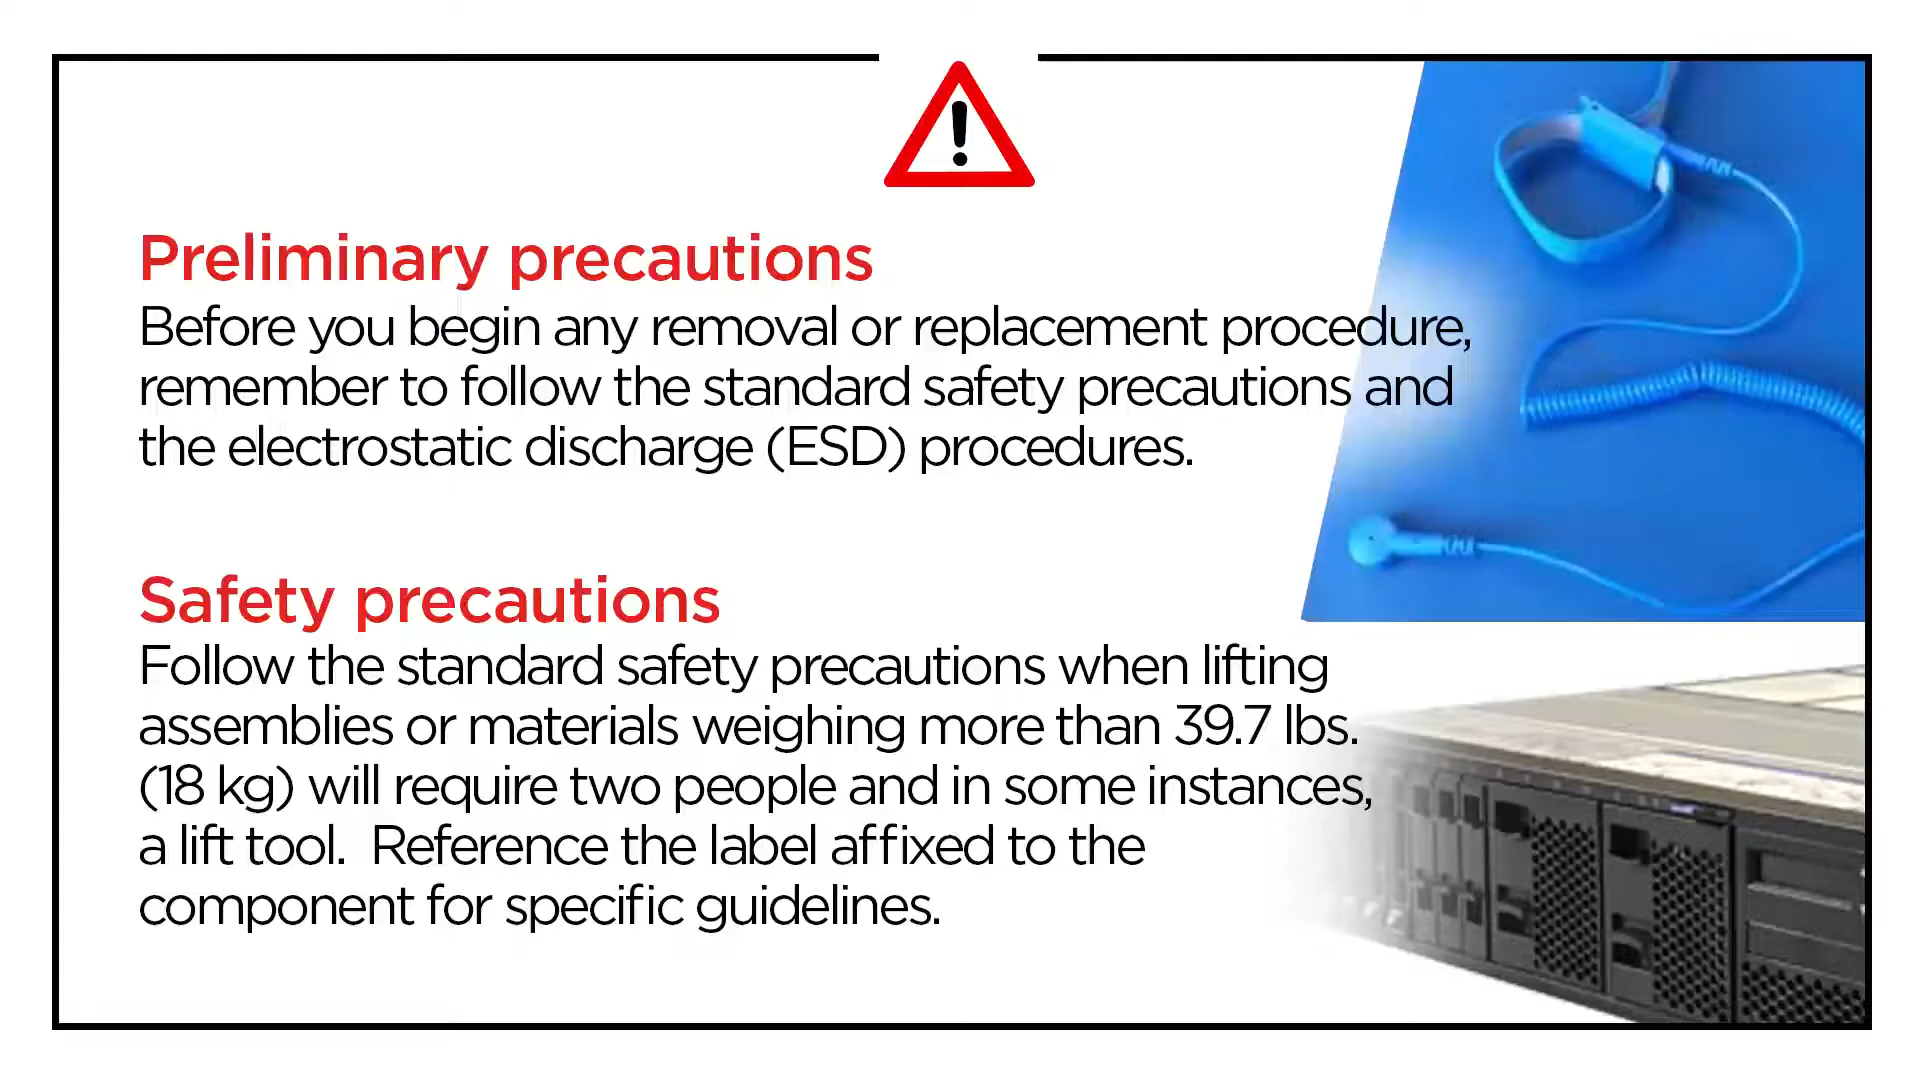 Preliminary precautions
Before you begin any removal or replacement procedure,
remember to follow the standard safety precautions and
the electrostatic discharge (ESD) procedures.
Safety precautions
Follow the standard safety precautions when lifting
assemblies or materials weighing more than 39.7 lbs.
(18 kg) will require two people and in some instances,
a lift tool.  Reference the label affixed to the
component for specific guidelines.